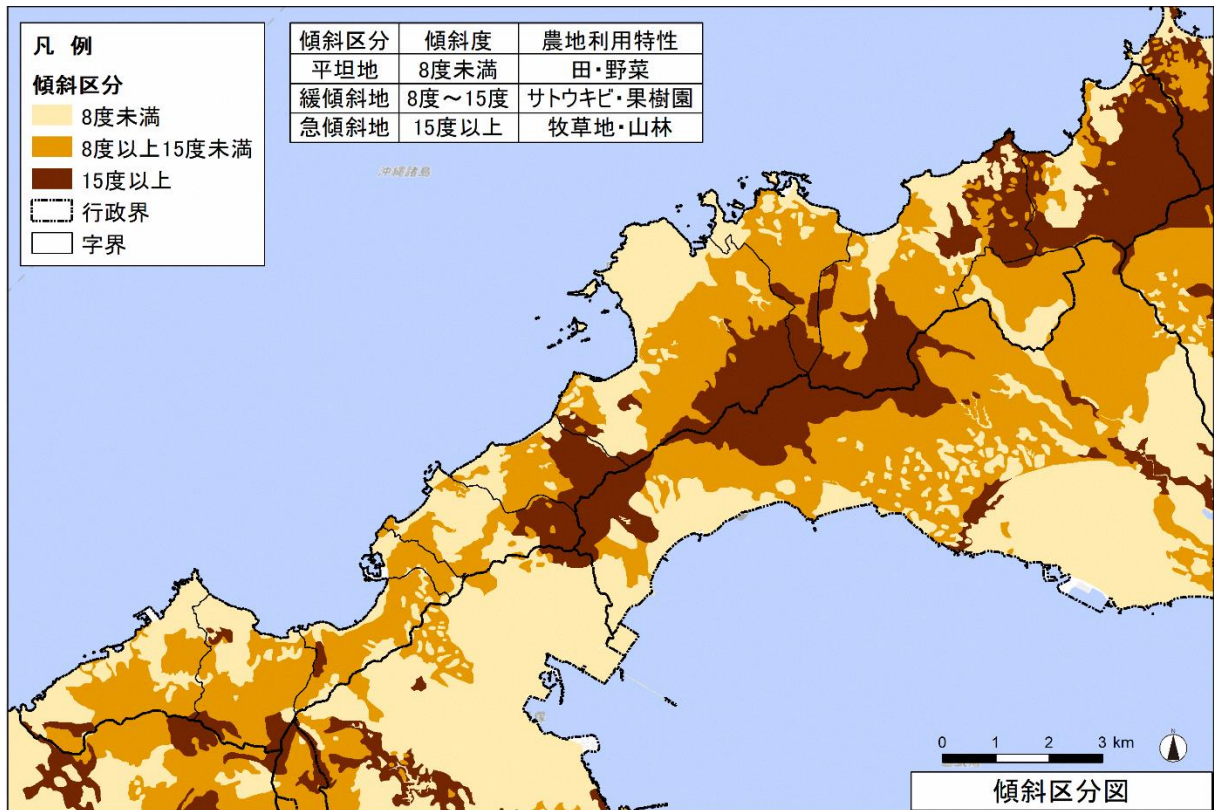 凡 例
傾斜区分
8度未満
8度以上15度未満
15度以上
行政界
字界
傾斜区分 傾斜度 農地利用特性
平坦地 8度未満 田・野菜
緩傾斜地 8度～15度 サトウキビ・果樹園
急傾斜地 15度以上 牧草地・山林
沖縄諸島
0 1 2 3 km
N
傾斜区分図